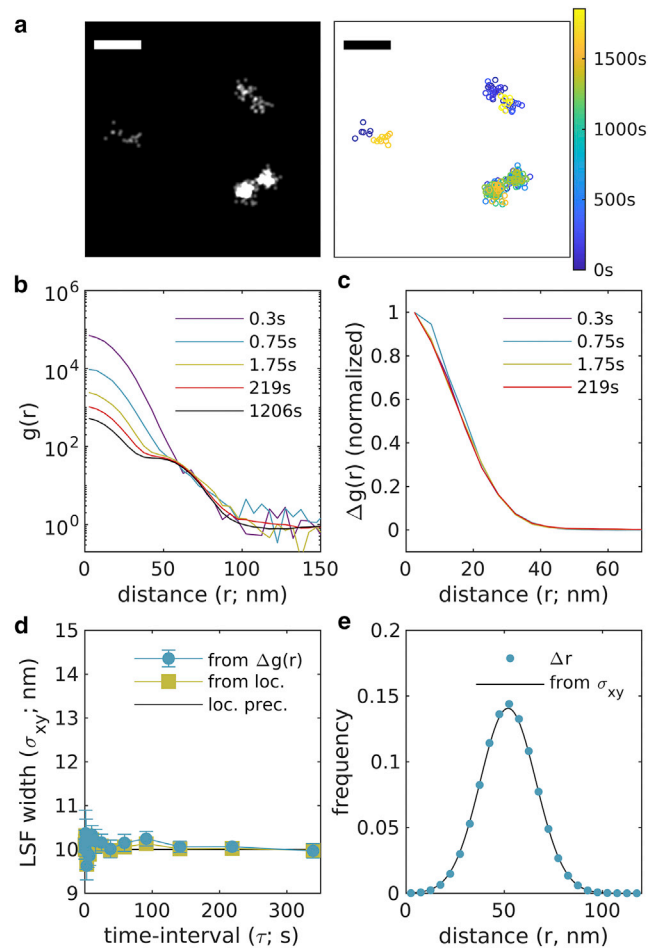 a
1500s
1000s
500s
0s
b
10^6
10^4
10^2
10^0
g(r)
0.3s
0.75s
1.75s
219s
1206s
0 50 100 150
distance (r; nm)
c
1
0.8
0.6
0.4
0.2
0
Δg(r) (normalized)
0.3s
0.75s
1.75s
219s
0 20 40 60
distance (r; nm)
d
15
14
13
12
11
10
9
LSF width (σ_xy; nm)
from Δg(r)
from loc.
loc. prec.
0 100 200 300
time-interval (τ; s)
e
0.2
0.15
0.1
0.05
0
frequency
Δr
from σ_xy
0 50 100
distance (r, nm)